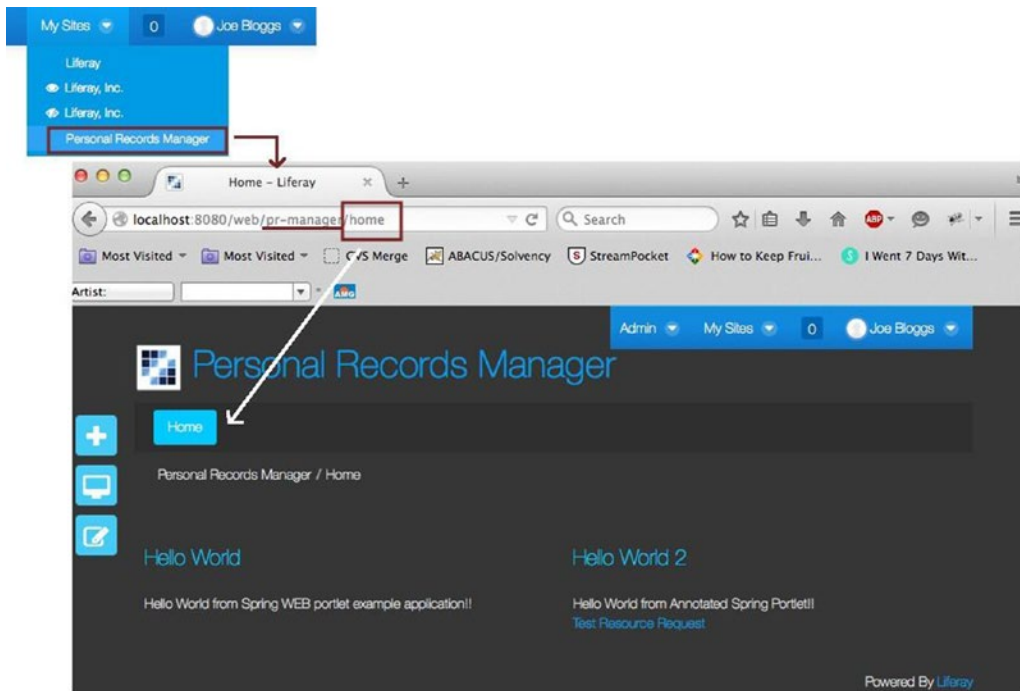 My Sites 0 Joe Bloggs
Liferay
Liferay, Inc.
Liferay, Inc.
Personal Records Manager
Home - Liferay × +
localhost:8080/web/pr-manager/home Search ABP
Most Visited Most Visited CVS Merge ABACUS/Solvency S StreamPocket How to Keep Frui... I Went 7 Days Wit...
Artist: AMG
Admin My Sites 0 Joe Bloggs
Personal Records Manager
Home
Personal Records Manager / Home
Hello World
Hello World 2
Hello World from Spring WEB portlet example application!!
Hello World from Annotated Spring Portlet!!
Test Resource Request
Powered By Liferay